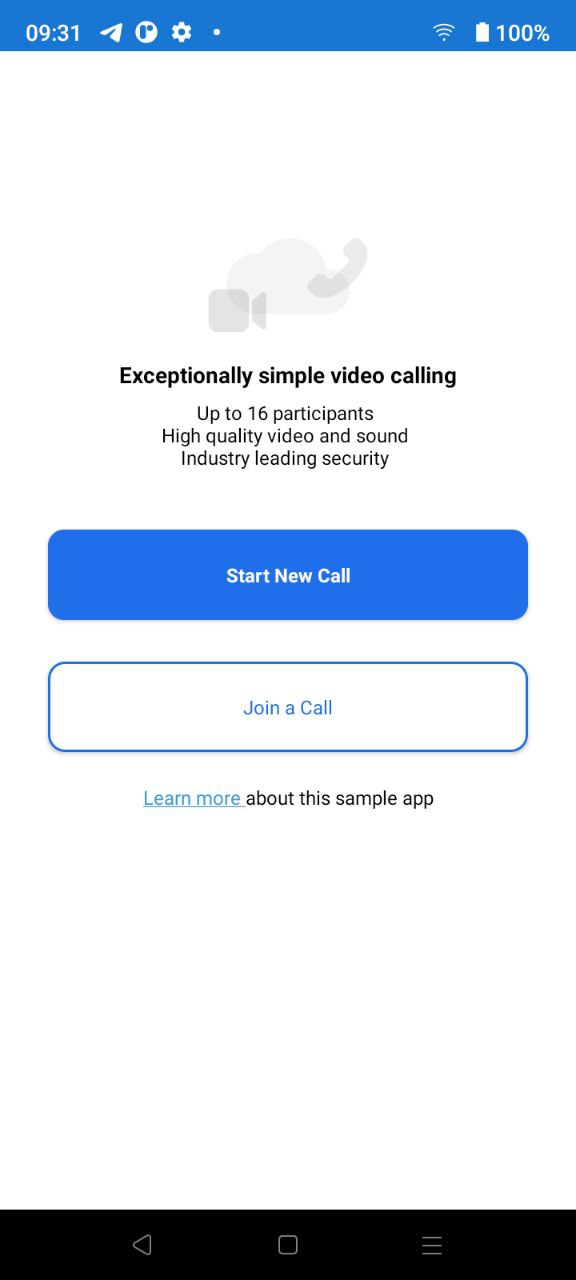 09:31 100%
Exceptionally simple video calling
Up to 16 participants
High quality video and sound
Industry leading security
Start New Call
Join a Call
Learn more about this sample app